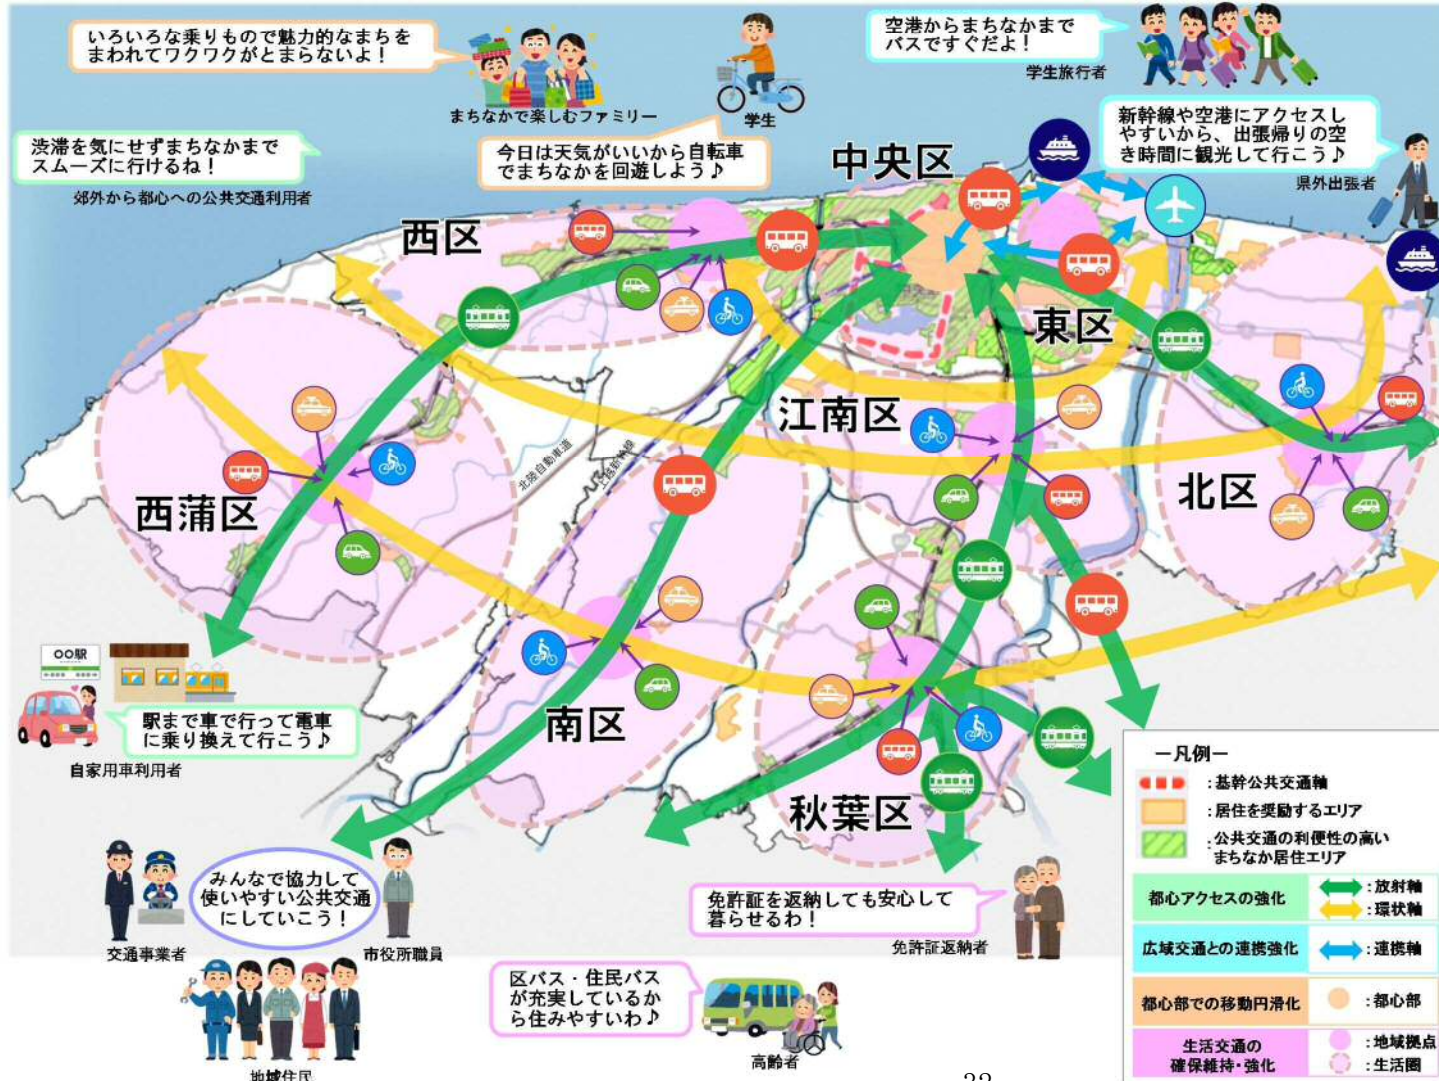 いろいろな乗りもので魅力的なまちを
まわれてワクワクがとまらないよ！
まちなかで楽しむファミリー
学生
空港からまちなかまで
バスですぐだよ！
学生旅行者
渋滞を気にせずまちなかまで
スムーズに行けるね！
郊外から都心への公共交通利用者
今日は天気がいいから自転車
でまちなかを回遊しよう♪
新幹線や空港にアクセスし
やすいから、出張帰りの空
き時間に観光して行こう♪
県外出張者
中央区
西区
東区
江南区
北区
西蒲区
南区
秋葉区
北陸自動車道
上越新幹線
〇〇駅
駅まで車で行って電車
に乗り換えて行こう♪
自家用車利用者
みんなで協力して
使いやすい公共交通
にしていこう！
交通事業者
市役所職員
地域住民
免許証を返納しても安心して
暮らせるわ！
免許証返納者
区バス・住民バス
が充実しているか
ら住みやすいわ♪
高齢者
－凡例－
：基幹公共交通軸
：居住を奨励するエリア
：公共交通の利便性の高い
まちなか居住エリア
都心アクセスの強化
：放射軸
：環状軸
広域交通との連携強化
：連携軸
都心部での移動円滑化
：都心部
生活交通の
確保維持・強化
：地域拠点
：生活圏